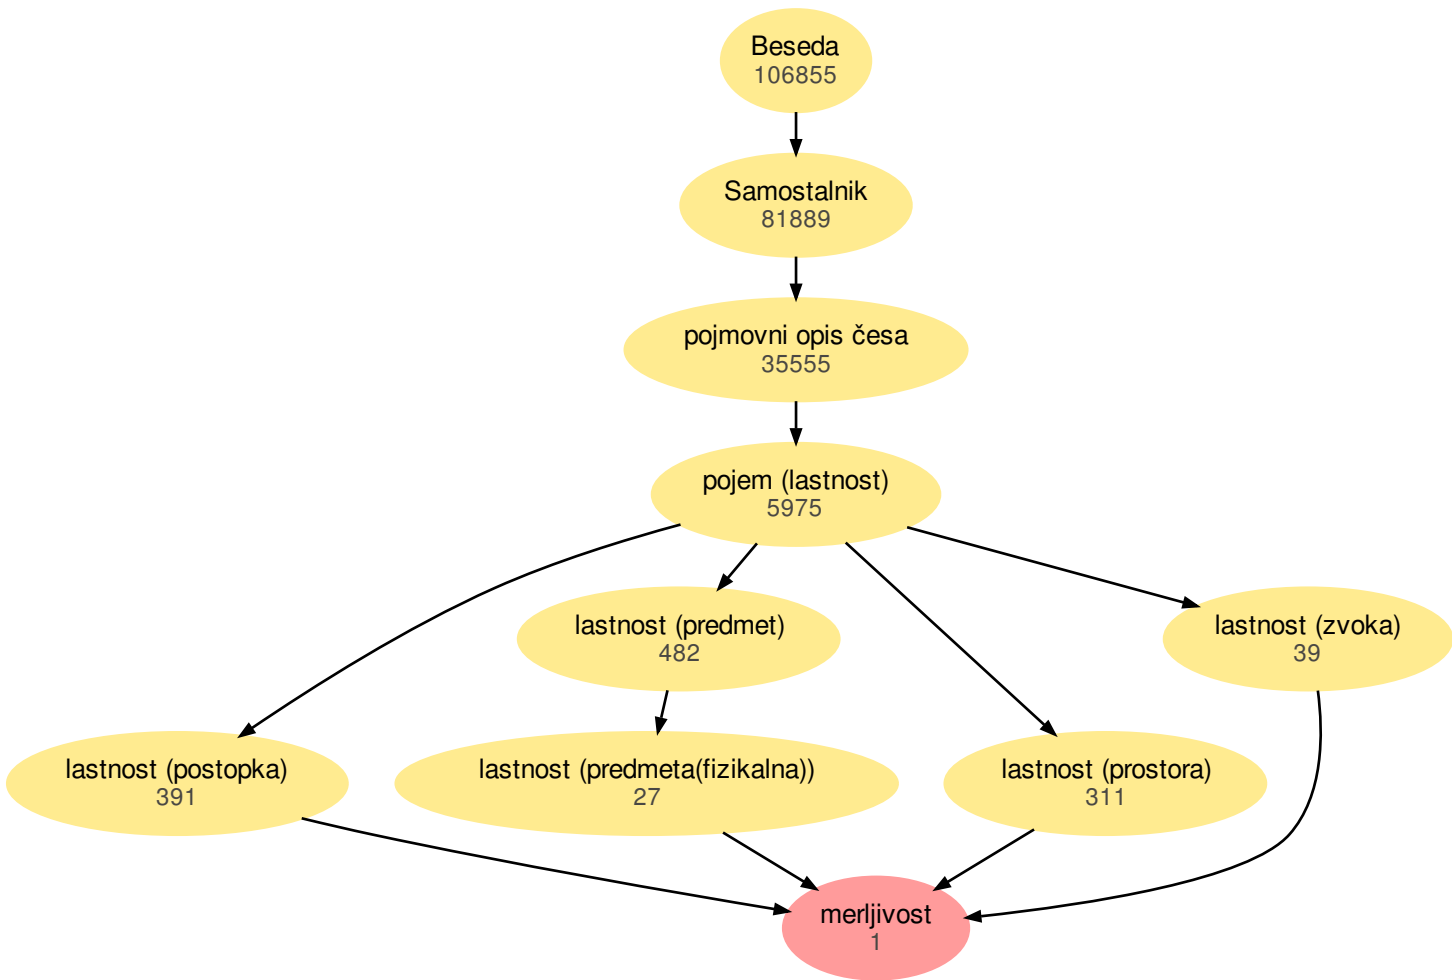 Beseda
106855
Samostalnik
81889
pojmovni opis česa
35555
pojem (lastnost)
5975
lastnost (predmet)
482
lastnost (zvoka)
39
lastnost (postopka)
391
lastnost (predmeta(fizikalna))
27
lastnost (prostora)
311
merljivost
1